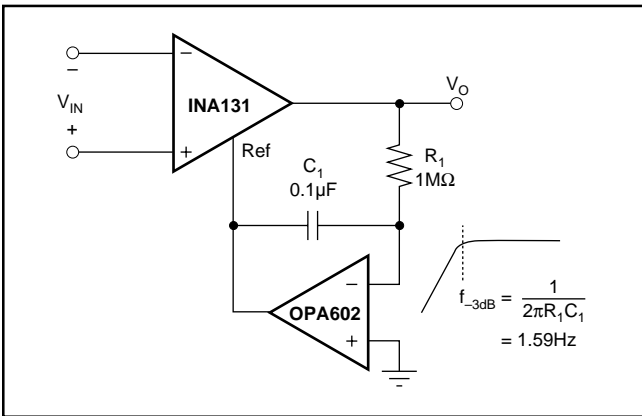 −
V_IN
+
−
INA131
+
Ref
V_O
C_1
0.1µF
R_1
1MΩ
−
OPA602
+
f_−3dB = 1 / 2πR_1C_1
= 1.59Hz